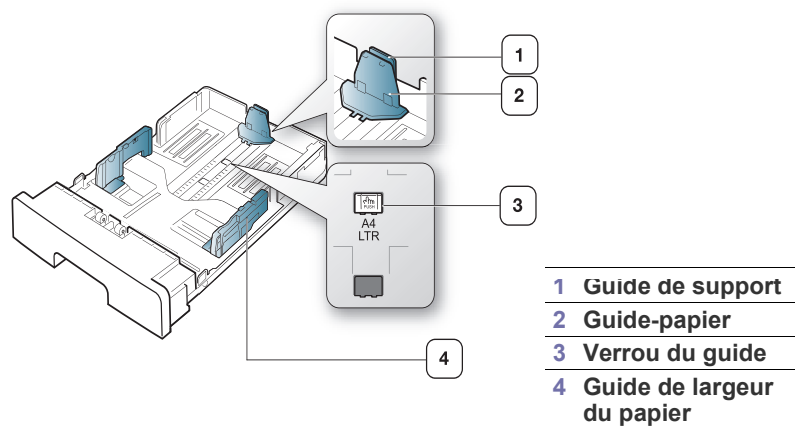 1
2
PUSH
A4
LTR
3
4
1 Guide de support
2 Guide-papier
3 Verrou du guide
4 Guide de largeur
du papier